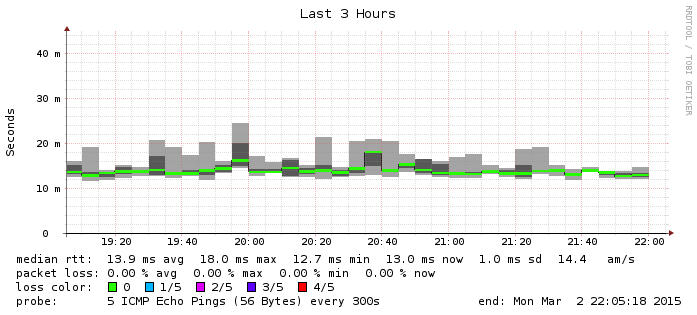 Last 3 Hours
RRDTOOL / TOBI OETIKER
Seconds
40 m
30 m
20 m
10 m
0
19:20 19:40 20:00 20:20 20:40 21:00 21:20 21:40 22:00
median rtt: 13.9 ms avg 18.0 ms max 12.7 ms min 13.0 ms now 1.0 ms sd 14.4 am/s
packet loss: 0.00 % avg 0.00 % max 0.00 % min 0.00 % now
loss color: 0 1/5 2/5 3/5 4/5
probe: 5 ICMP Echo Pings (56 Bytes) every 300s end: Mon Mar 2 22:05:18 2015